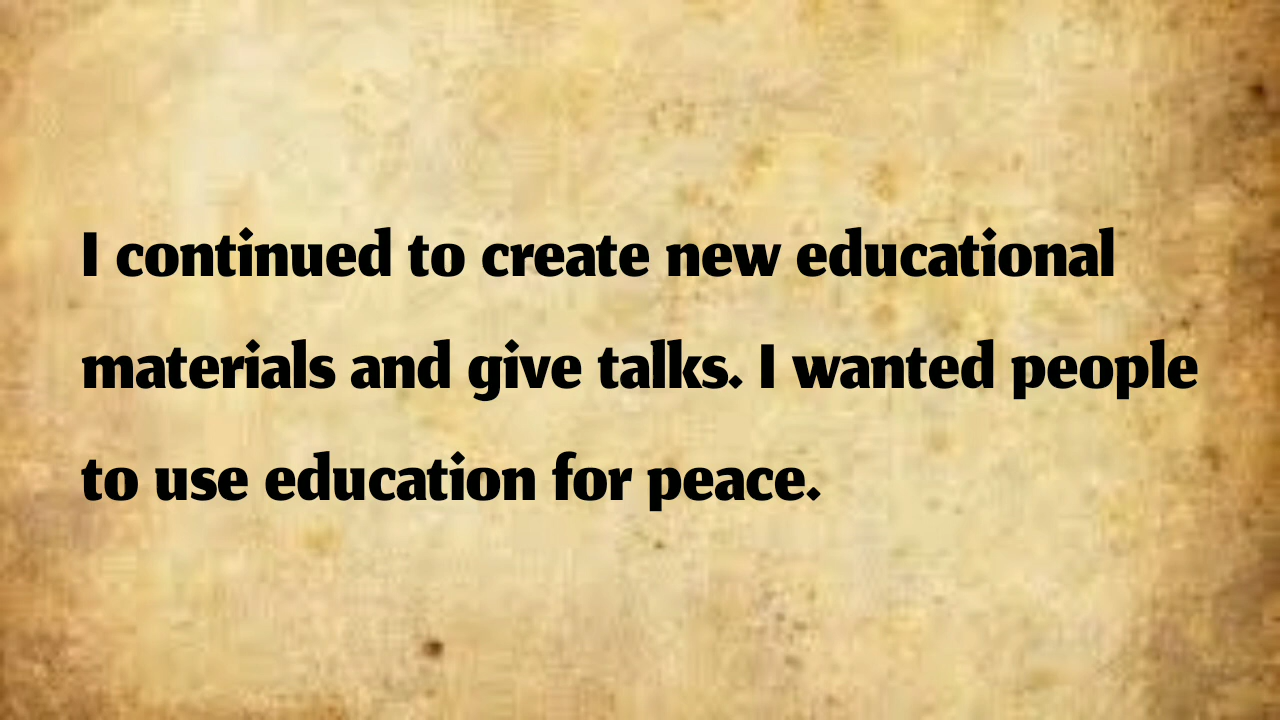 I continued to create new educational
materials and give talks. I wanted people
to use education for peace.